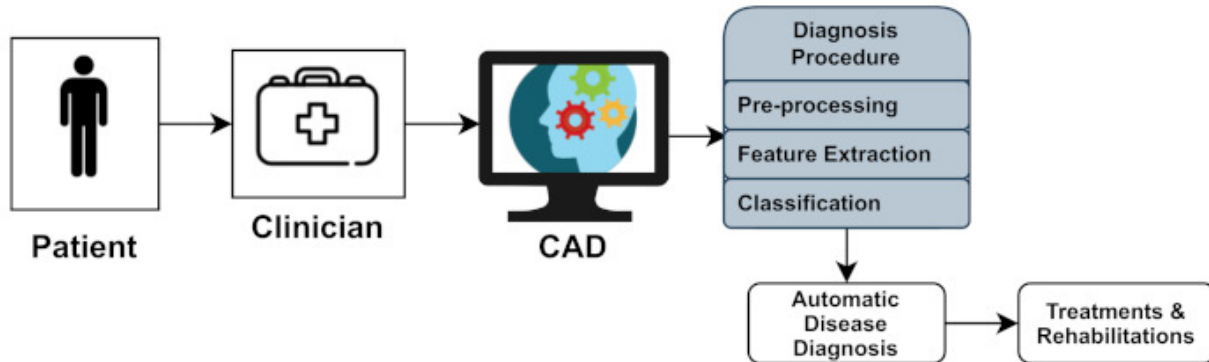 Patient
Clinician
CAD
Diagnosis
Procedure
Pre-processing
Feature Extraction
Classification
Automatic
Disease
Diagnosis
Treatments &
Rehabilitations